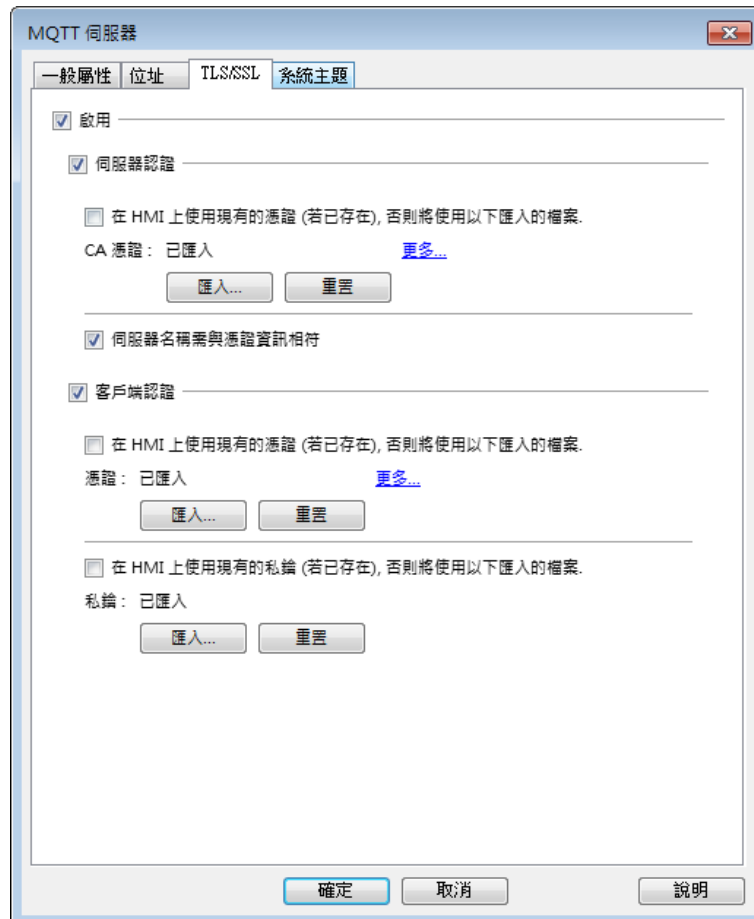 MQTT 伺服器
一般屬性 位址 TLS/SSL 系統主題
啟用
伺服器認證
在 HMI 上使用現有的憑證 (若已存在), 否則將使用以下匯入的檔案.
CA 憑證： 已匯入 更多...
匯入... 重置
伺服器名稱需與憑證資訊相符
客戶端認證
在 HMI 上使用現有的憑證 (若已存在), 否則將使用以下匯入的檔案.
憑證： 已匯入 更多...
匯入... 重置
在 HMI 上使用現有的私鑰 (若已存在), 否則將使用以下匯入的檔案.
私鑰： 已匯入
匯入... 重置
確定 取消 說明